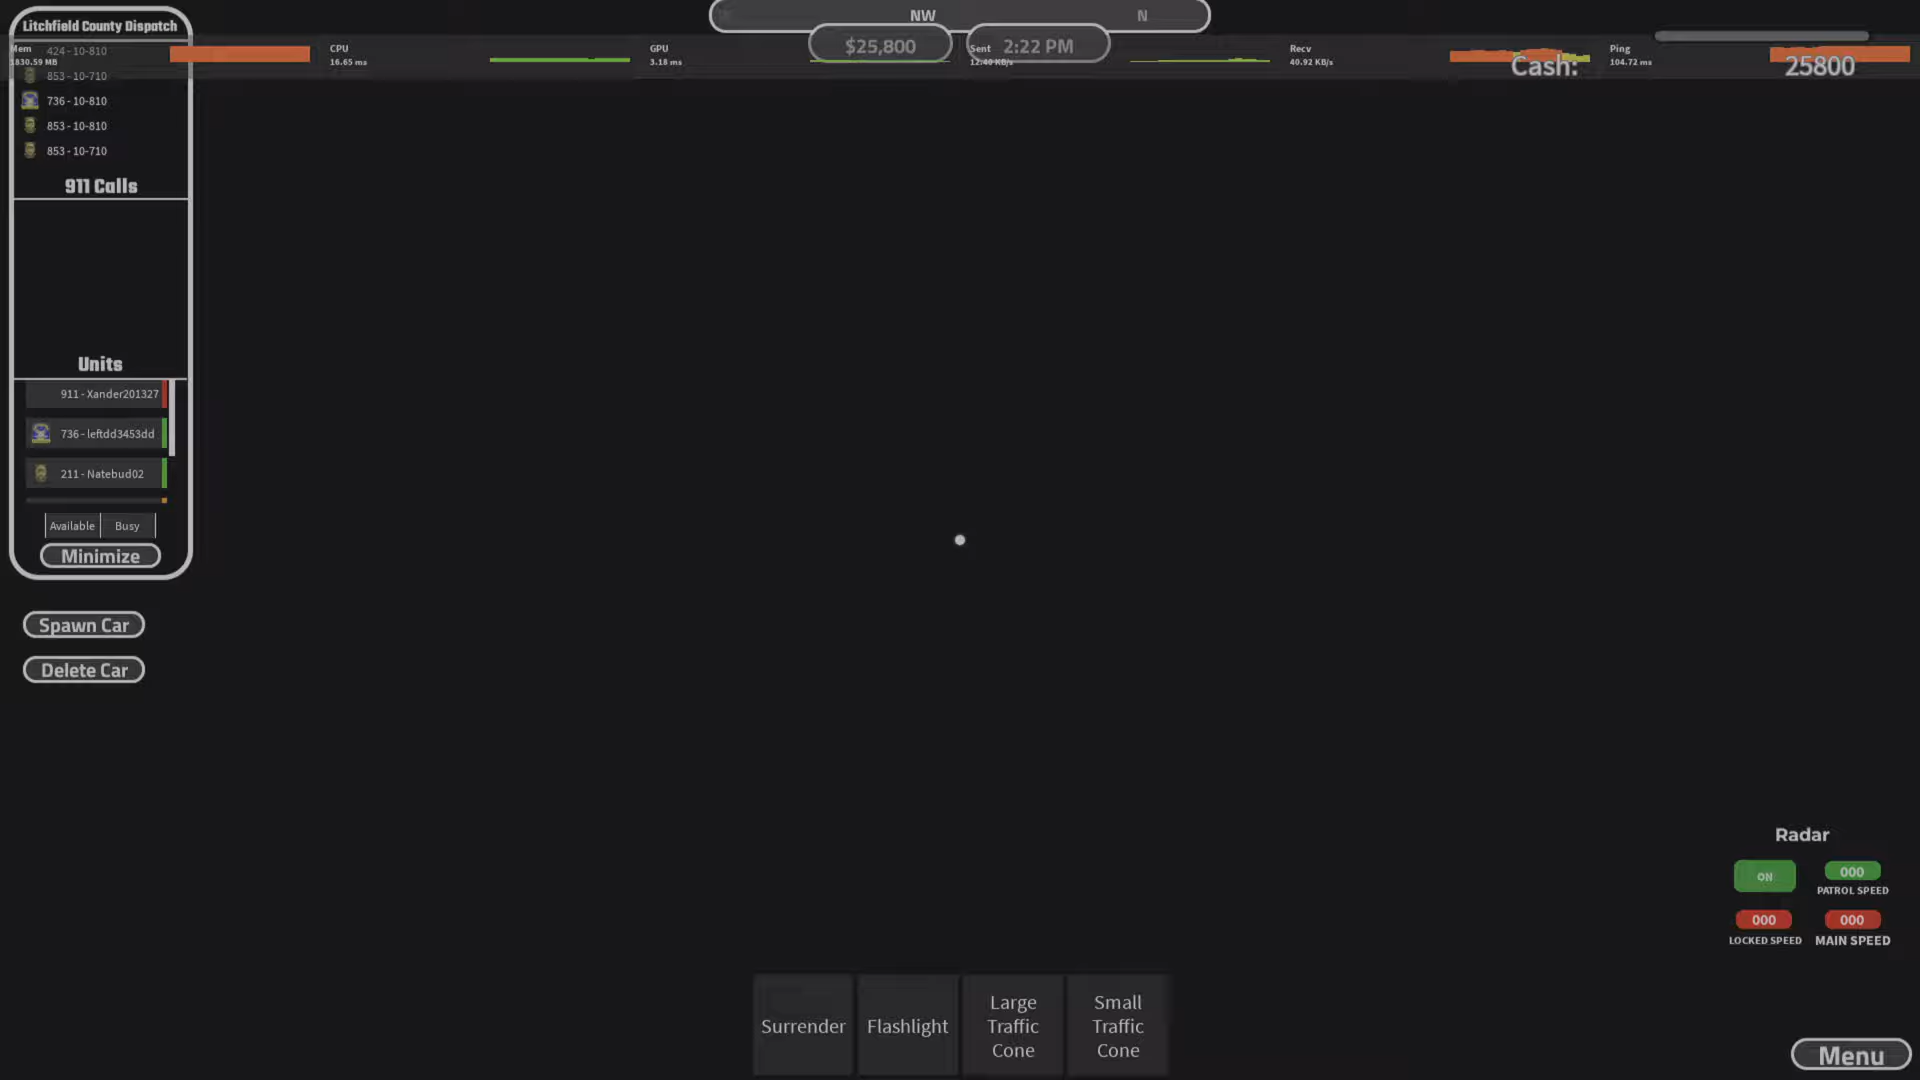 Litchfield County Dispatch
424 - 10-810
853 - 10-710
736 - 10-810
853 - 10-810
853 - 10-710
911 Calls
Units
911 - Xander201327
736 - leftdd3453dd
211 - Natebud02
Available Busy
Minimize
Spawn Car
Delete Car
NW N
$25,800 2:22 PM
Mem
1830.59 MB
CPU
16.65 ms
GPU
3.18 ms
Sent
12.40 KB/s
Recv
40.92 KB/s
Ping
104.72 ms
Cash: 25800
Radar
ON
000
PATROL SPEED
000
LOCKED SPEED
000
MAIN SPEED
Surrender
Flashlight
Large
Traffic
Cone
Small
Traffic
Cone
Menu